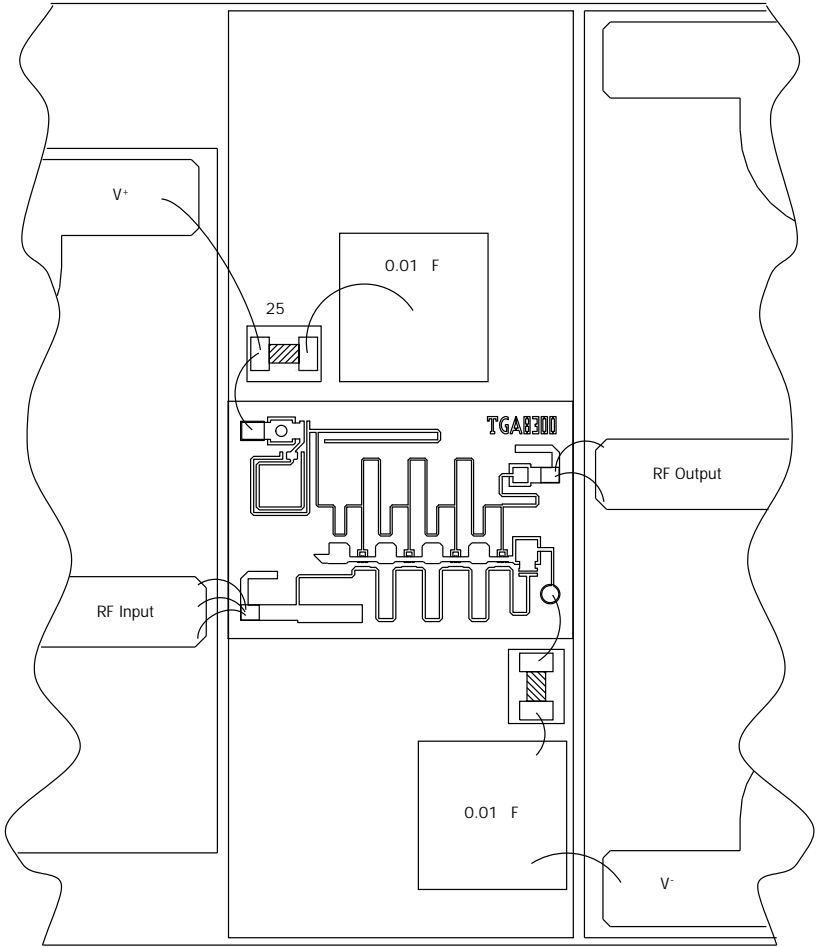 V+
0.01 F
25
TGA8300
RF Output
RF Input
0.01 F
V-